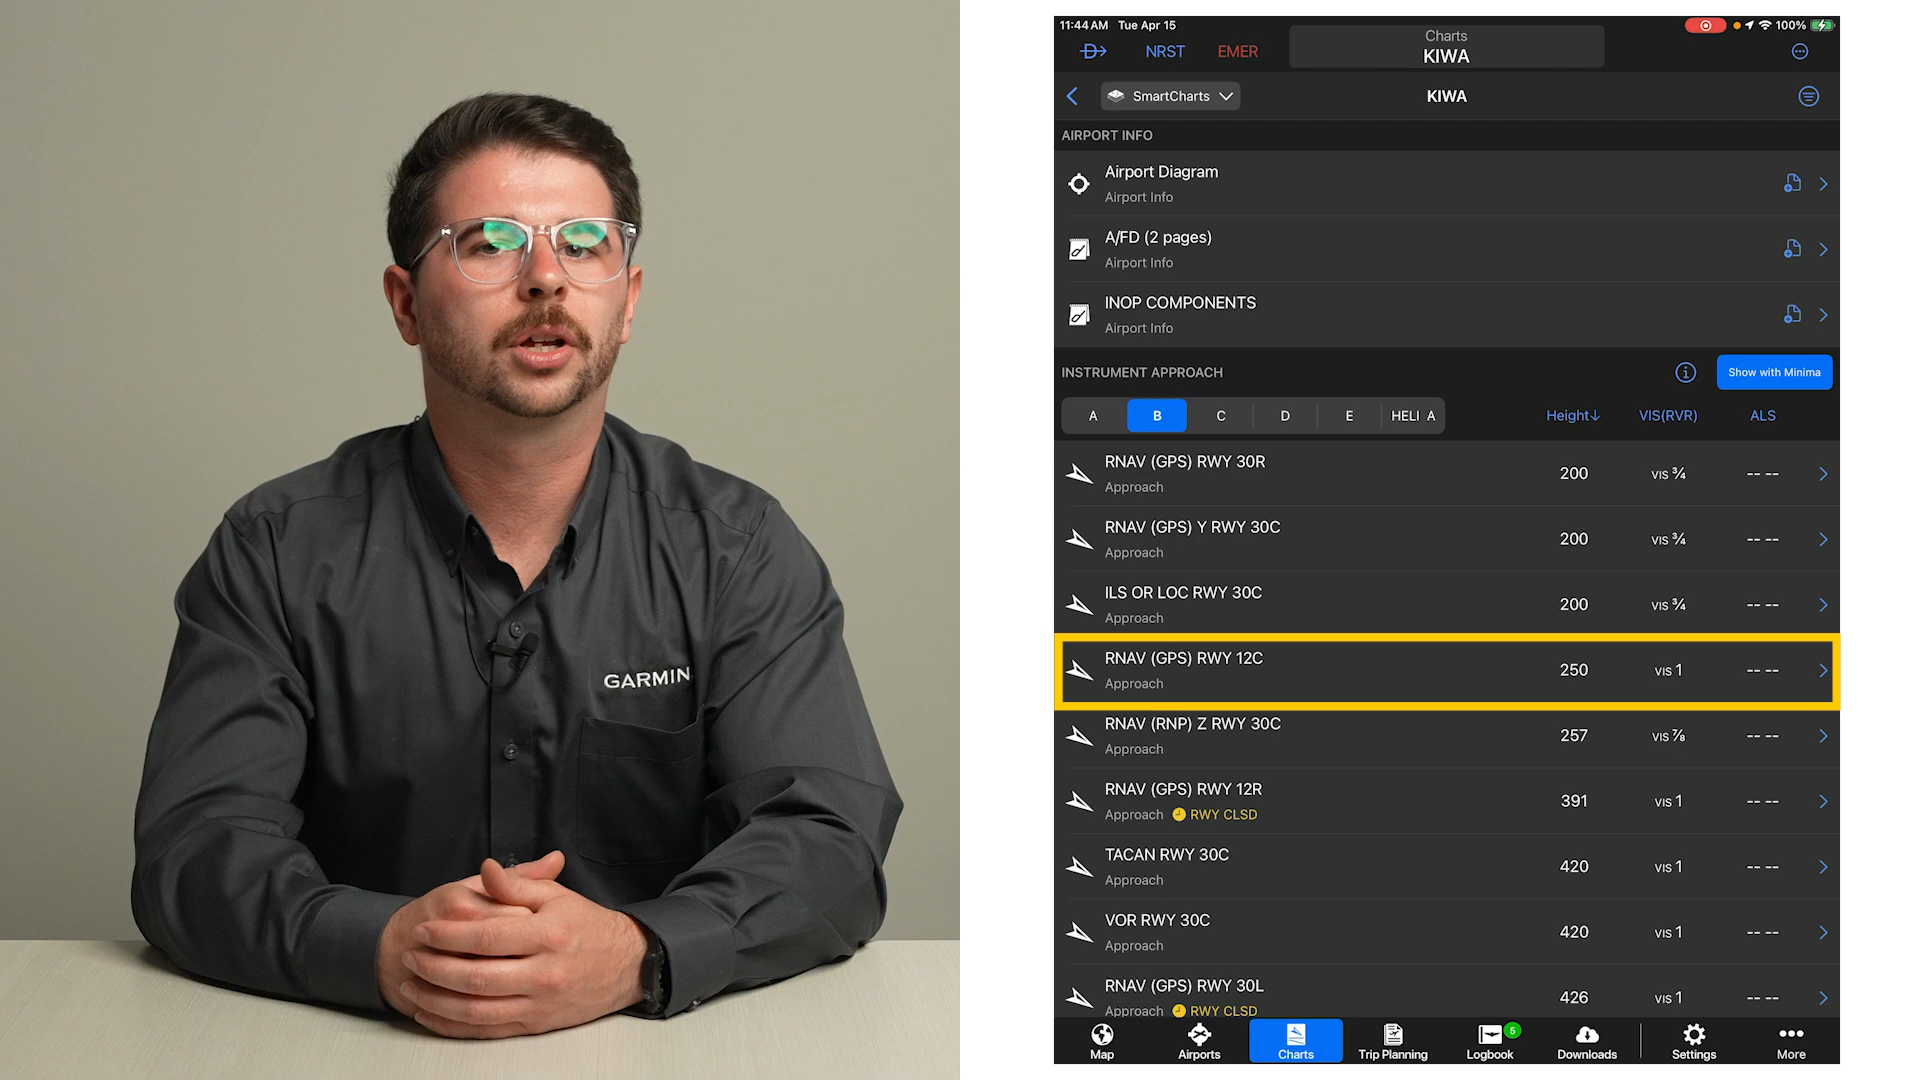 GARMIN
11:44 AM Tue Apr 15
100%
NRST
EMER
Charts
KIWA
SmartCharts
KIWA
AIRPORT INFO
Airport Diagram
Airport Info
A/FD (2 pages)
Airport Info
INOP COMPONENTS
Airport Info
INSTRUMENT APPROACH
Show with Minima
A B C D E HELI A Height↓ VIS(RVR) ALS
RNAV (GPS) RWY 30R
Approach
200 VIS ¾ -- --
RNAV (GPS) Y RWY 30C
Approach
200 VIS ¾ -- --
ILS OR LOC RWY 30C
Approach
200 VIS ¾ -- --
RNAV (GPS) RWY 12C
Approach
250 VIS 1 -- --
RNAV (RNP) Z RWY 30C
Approach
257 VIS ⅞ -- --
RNAV (GPS) RWY 12R
Approach RWY CLSD
391 VIS 1 -- --
TACAN RWY 30C
Approach
420 VIS 1 -- --
VOR RWY 30C
Approach
420 VIS 1 -- --
RNAV (GPS) RWY 30L
Approach RWY CLSD
426 VIS 1 -- --
5
Map Airports Charts Trip Planning Logbook Downloads Settings More